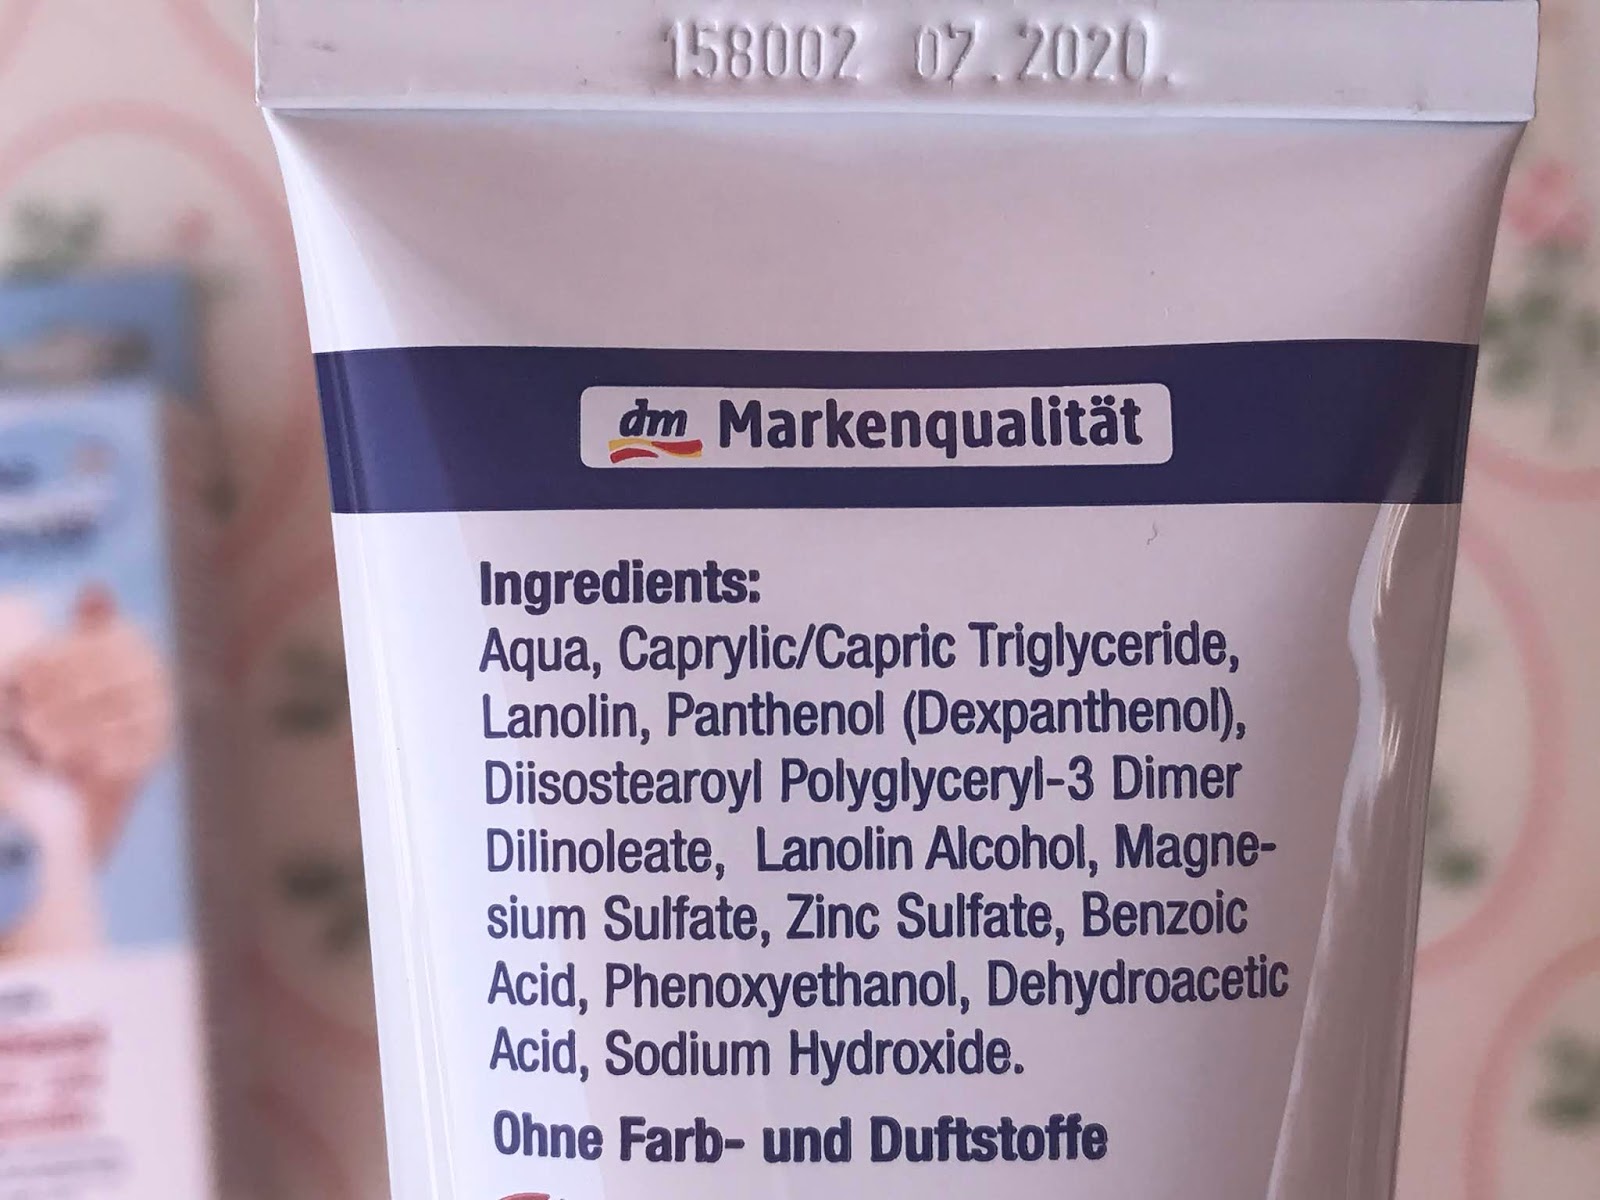 158002 07.2020.
dm Markenqualität
Ingredients:
Aqua, Caprylic/Capric Triglyceride,
Lanolin, Panthenol (Dexpanthenol),
Diisostearoyl Polyglyceryl-3 Dimer
Dilinoleate, Lanolin Alcohol, Magne-
sium Sulfate, Zinc Sulfate, Benzoic
Acid, Phenoxyethanol, Dehydroacetic
Acid, Sodium Hydroxide.
Ohne Farb- und Duftstoffe